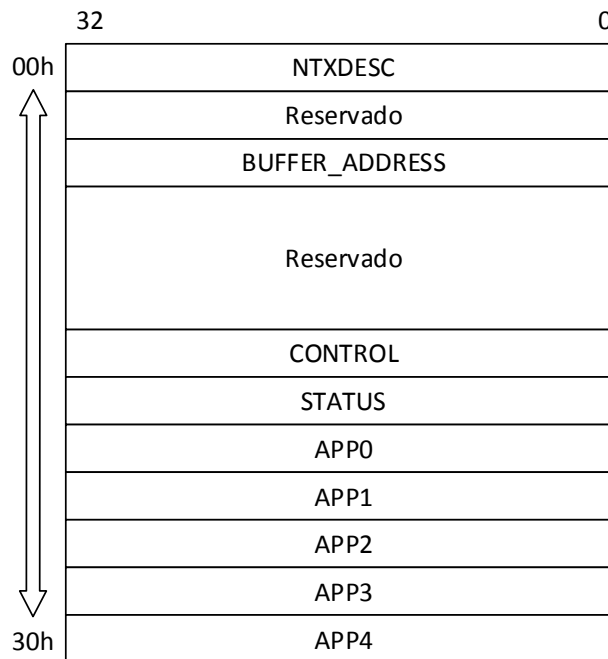 32 0
00h NTXDESC
Reservado
BUFFER_ADDRESS
Reservado
CONTROL
STATUS
APP0
APP1
APP2
APP3
30h APP4